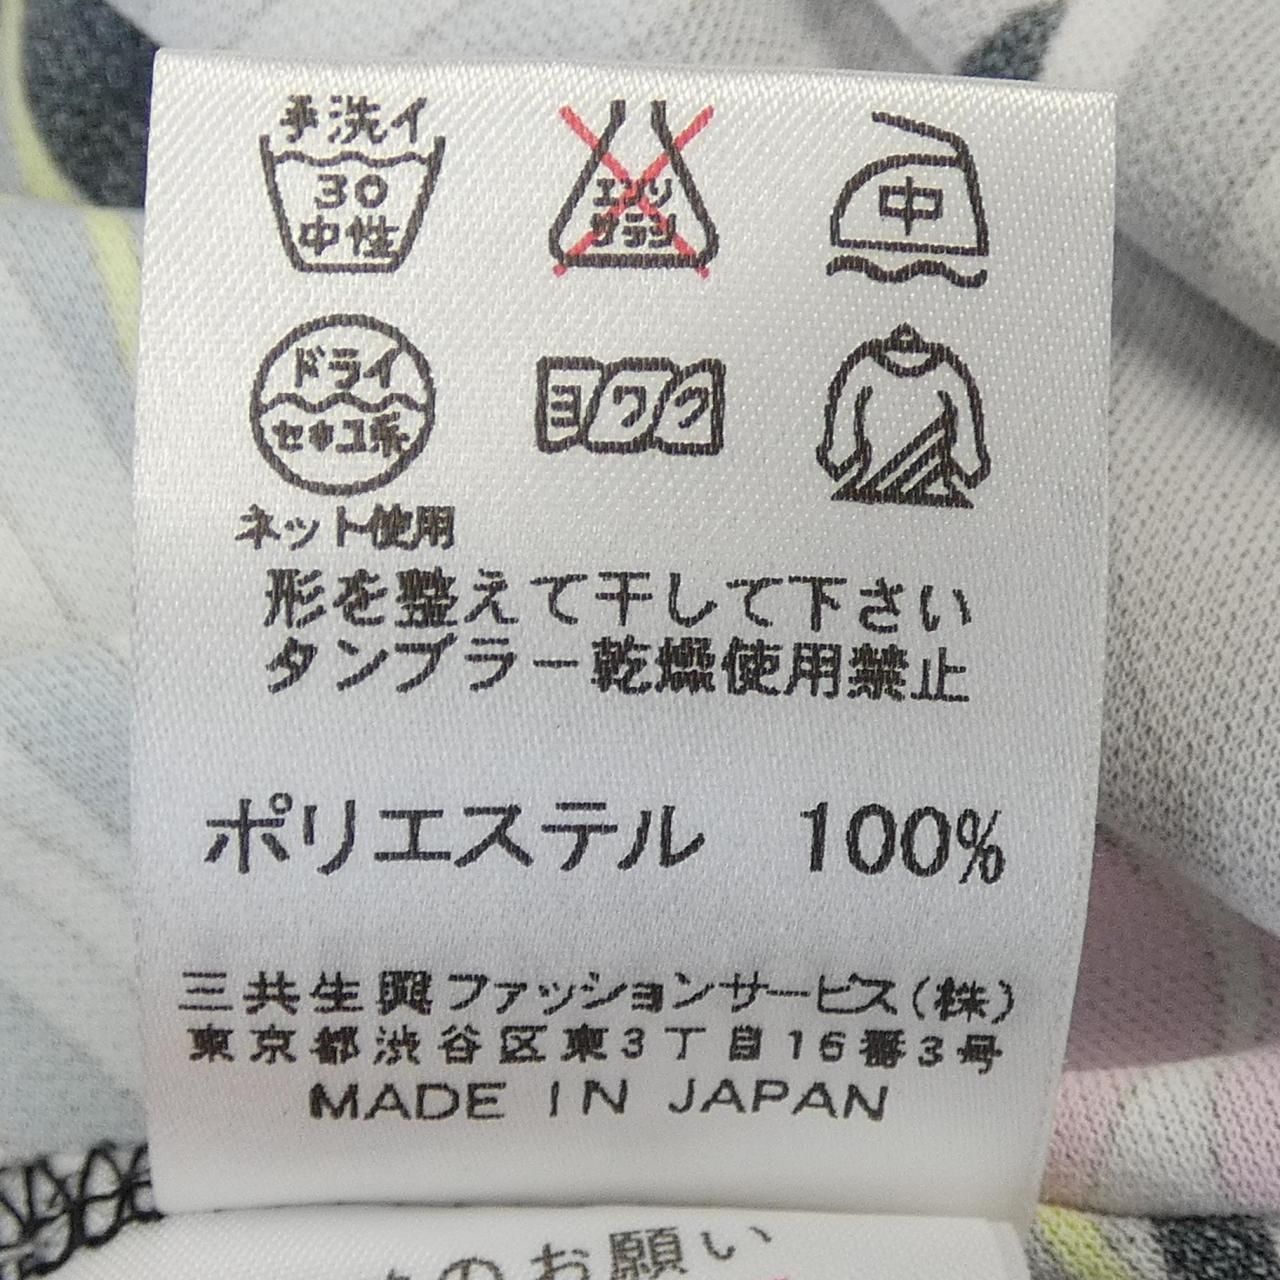 手洗イ
30
中性
エンソ
サラシ
中
ドライ
セキユ系
ヨワク
ネット使用
形を整えて干して下さい
タンブラー乾燥使用禁止
ポリエステル 100%
三共生興ファッションサービス(株)
東京都渋谷区東3丁目16番3号
MADE IN JAPAN
のお願い